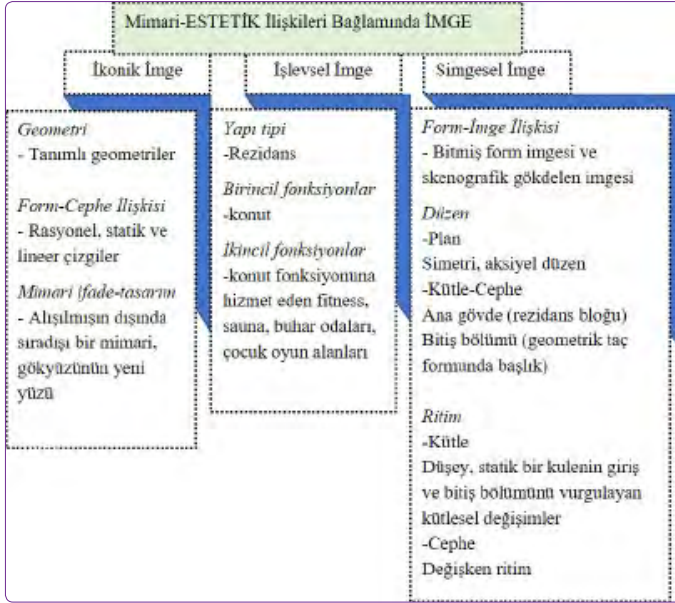 Mimari-ESTETİK İlişkileri Bağlamında İMGE
İkonik İmge
Geometri
- Tanımlı geometriler
Form-Cephe İlişkisi
- Rasyonel, statik ve
lineer çizgiler
Mimari ifade-tasarım
- Alışılmışın dışında
sıradışı bir mimari,
gökyüzünün yeni
yüzü
İşlevsel İmge
Yapı tipi
-Rezidans
Birincil fonksiyonlar
-konut
İkincil fonksiyonlar
-konut fonksiyonuna
hizmet eden fitness,
sauna, buhar odaları,
çocuk oyun alanları
Simgesel İmge
Form-İmge İlişkisi
- Bitmiş form imgesi ve
skenografik gökdelen imgesi
Düzen
-Plan
Simetri, aksiyel düzen
-Kütle-Cephe
Ana gövde (rezidans bloğu)
Bitiş bölümü (geometrik taç
formunda başlık)
Ritim
-Kütle
Düşey, statik bir kulenin giriş
ve bitiş bölümünü vurgulayan
kütlesel değişimler
-Cephe
Değişken ritim